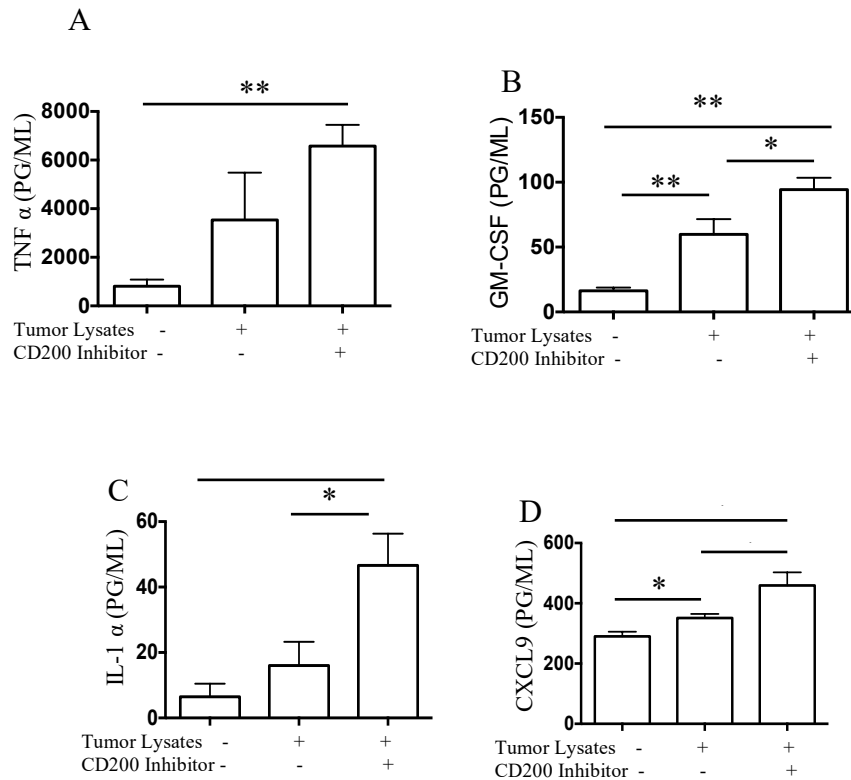 A
**
TNF α (PG/ML)
8000
6000
4000
2000
0
Tumor Lysates - + +
CD200 Inhibitor - - +
B
**
*
**
GM-CSF (PG/ML)
150
100
50
0
Tumor Lysates - + +
CD200 Inhibitor - - +
C
*
IL-1 α (PG/ML)
60
40
20
0
Tumor Lysates - + +
CD200 Inhibitor - - +
D
*
CXCL9 (PG/ML)
600
400
200
0
Tumor Lysates - + +
CD200 Inhibitor - - +